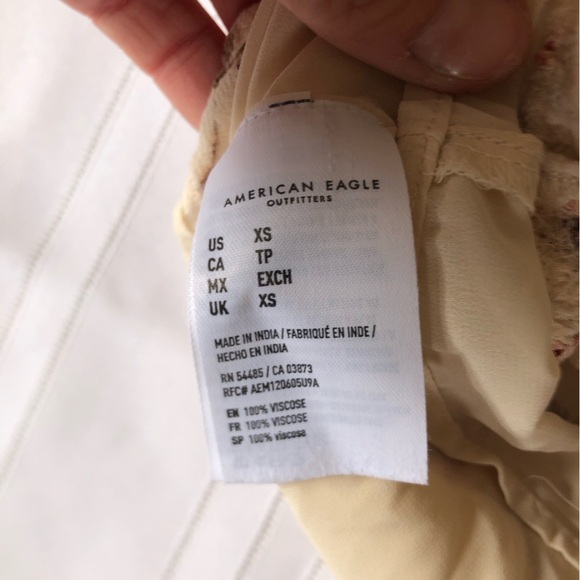 AMERICAN EAGLE
OUTFITTERS
US XS
CA TP
MX EXCH
UK XS
MADE IN INDIA / FABRIQUÉ EN INDE /
HECHO EN INDIA
RN 54485 / CA 03873
RFC# AEM120605U9A
EN 100% VISCOSE
FR 100% VISCOSE
SP 100% viscosa